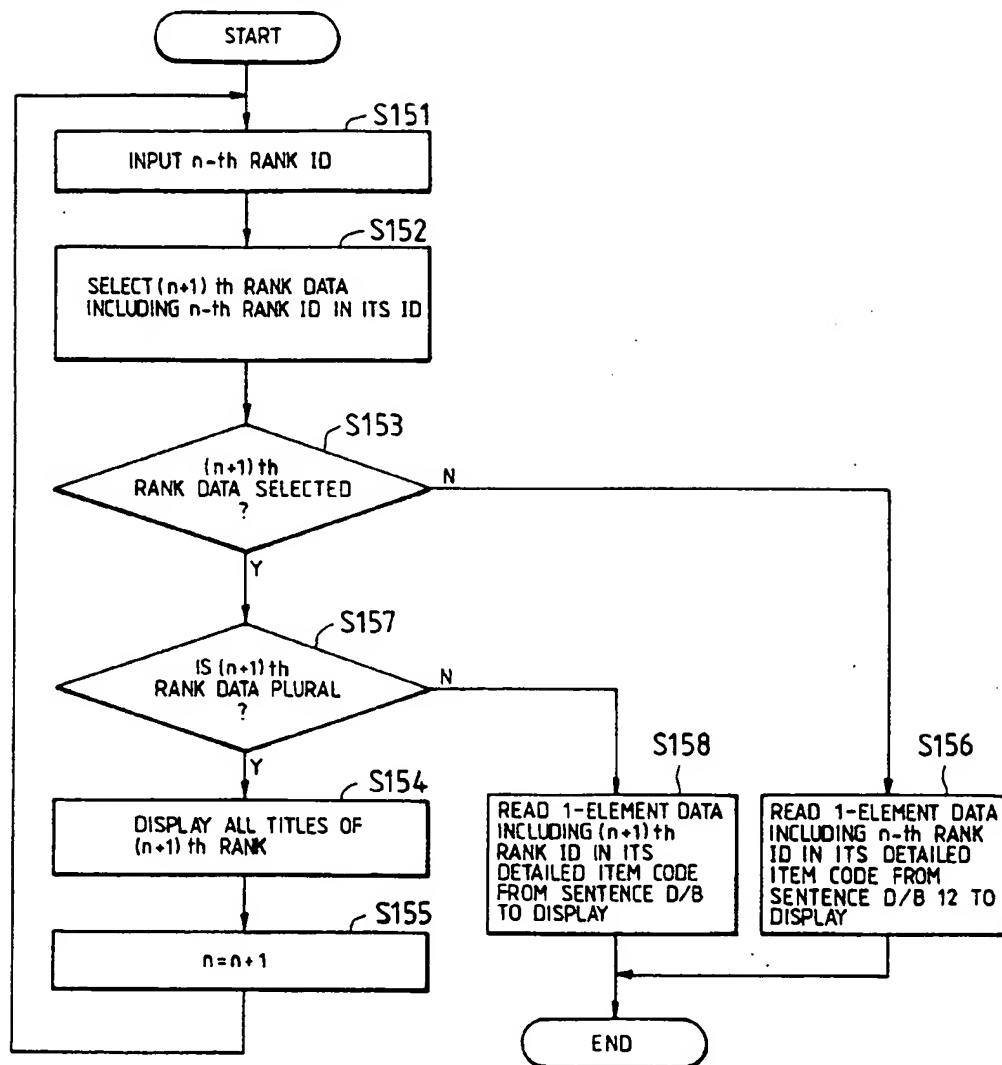 START
S151
INPUT n-th RANK ID
S152
SELECT (n+1) th RANK DATA
INCLUDING n-th RANK ID IN ITS ID
S153
(n+1) th
RANK DATA SELECTED
?
N
Y
S157
IS (n+1) th
RANK DATA PLURAL
?
N
Y
S154
DISPLAY ALL TITLES OF
(n+1) th RANK
S155
n=n+1
S158
READ 1-ELEMENT DATA
INCLUDING (n+1) th
RANK ID IN ITS
DETAILED ITEM CODE
FROM SENTENCE D/B
TO DISPLAY
S156
READ 1-ELEMENT DATA
INCLUDING n-th RANK
ID IN ITS DETAILED
ITEM CODE FROM
SENTENCE D/B 12 TO
DISPLAY
END